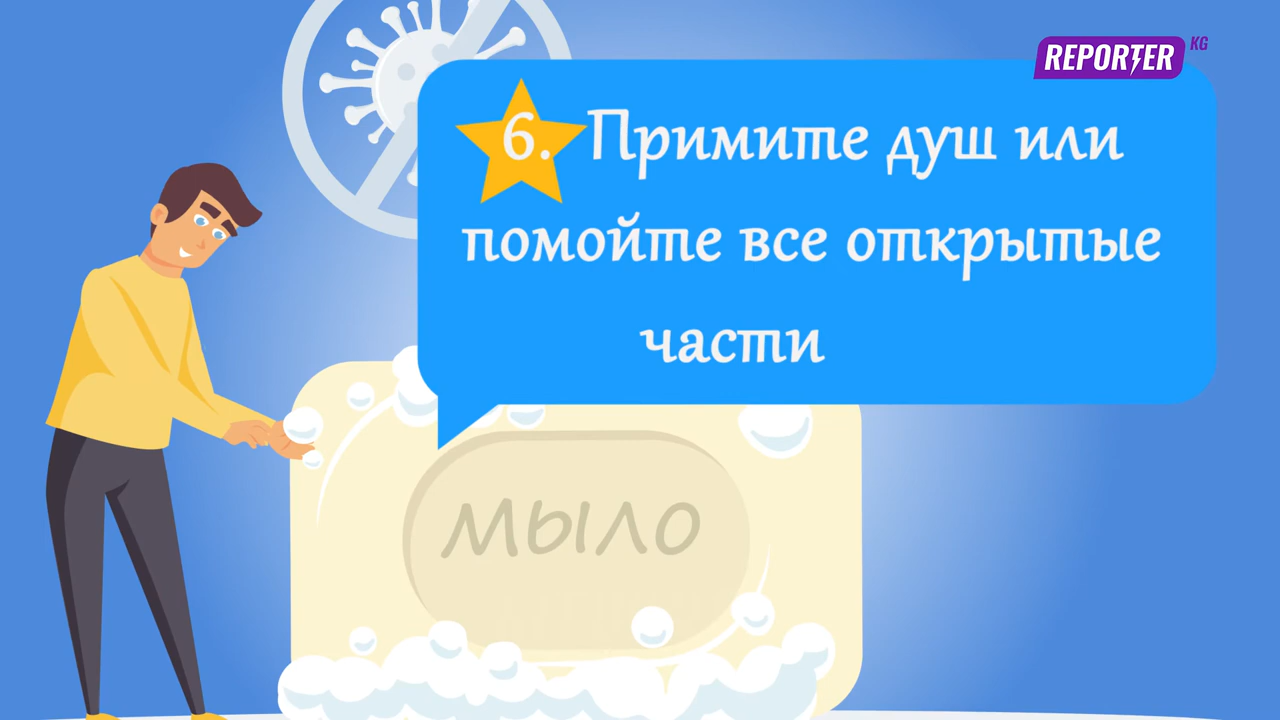 REPORTER KG
6. Примите душ или
помойте все открытые
части
мыло